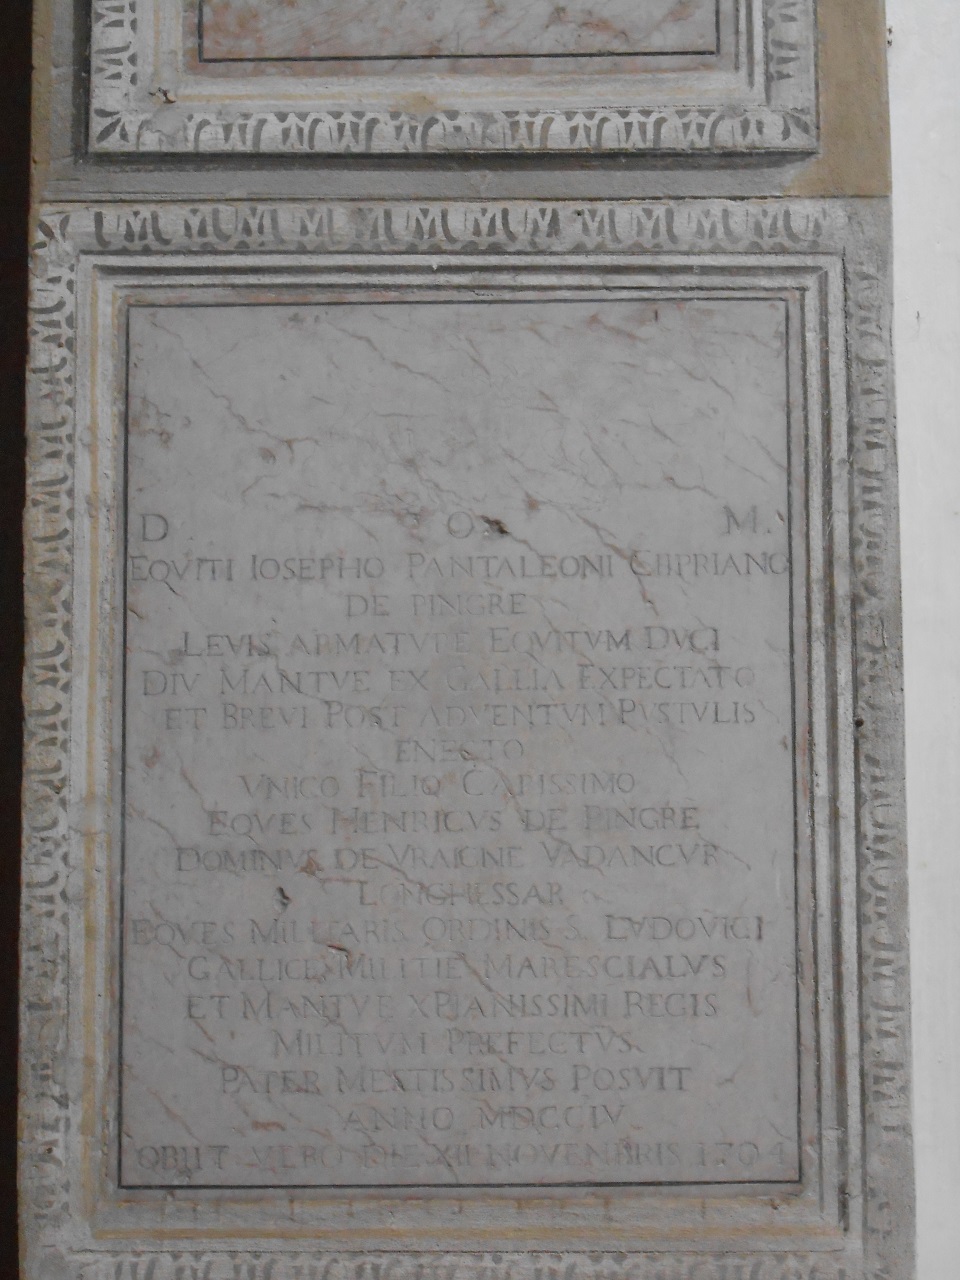 D O M.
EQVITI IOSEPHO PANTALEONI CHPRIANO
DE PINGRE
LEVIS ARMATVRE EQVITVM DVCI
DIV MANTVE EX GALLIA EXPECTATO
ET BREVI POST ADVENTVM PVSTVLIS
ENECTO
VNICO FILIO CARISSIMO
EQVES HENRICVS DE PINGRE
DOMINVS DE VRAIGNE VADANCVR
LONGHESSAR
EQVES MILITARIS ORDINIS S. LVDOVICI
GALLICE MILITIE MARESCIALVS
ET MANTVE XPIANISSIMI REGIS
MILITVM PREFECTVS.
PATER MESTISSIMVS POSVIT
ANNO MDCCIV.
OBIIT VERO DIE XII NOVENBRIS 1704